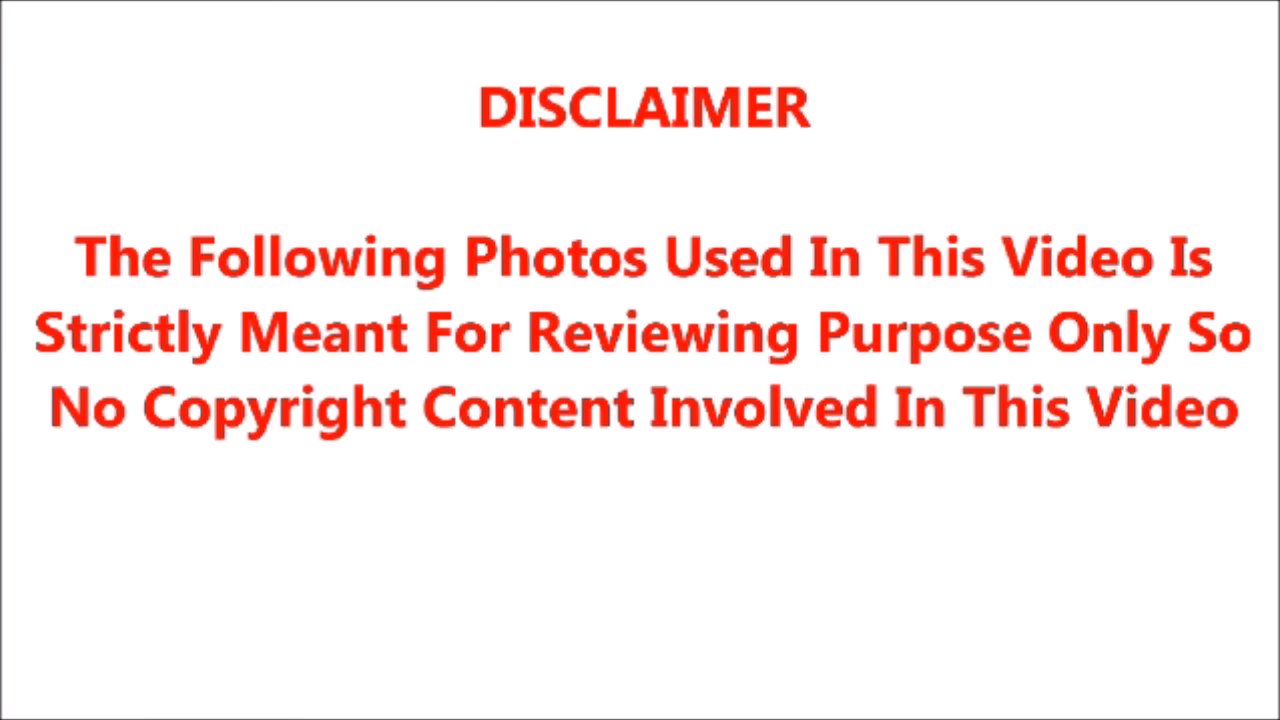 DISCLAIMER
The Following Photos Used In This Video Is
Strictly Meant For Reviewing Purpose Only So
No Copyright Content Involved In This Video